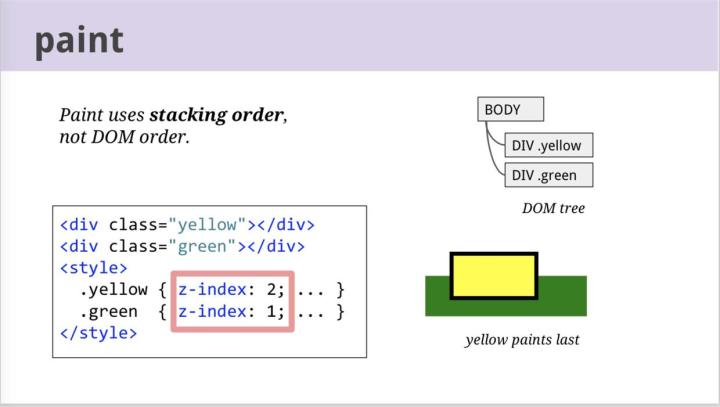 paint
Paint uses stacking order,
not DOM order.
<div class="yellow"></div>
<div class="green"></div>
<style>
.yellow { z-index: 2; ... }
.green { z-index: 1; ... }
</style>
BODY
DIV .yellow
DIV .green
DOM tree
yellow paints last